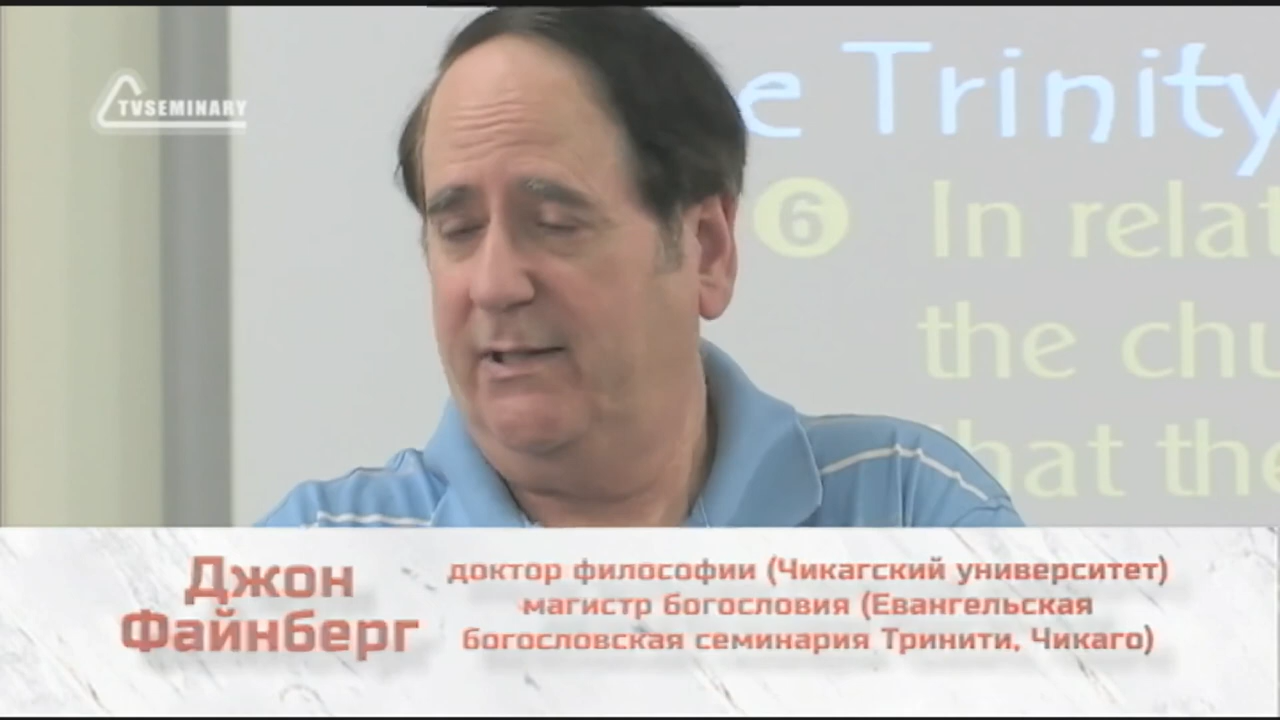 TVSEMINARY
e Trinity
6 In relat
the chu
that the
Джон
Файнберг
доктор философии (Чикагский университет)
магистр богословия (Евангельская
богословская семинария Тринити, Чикаго)